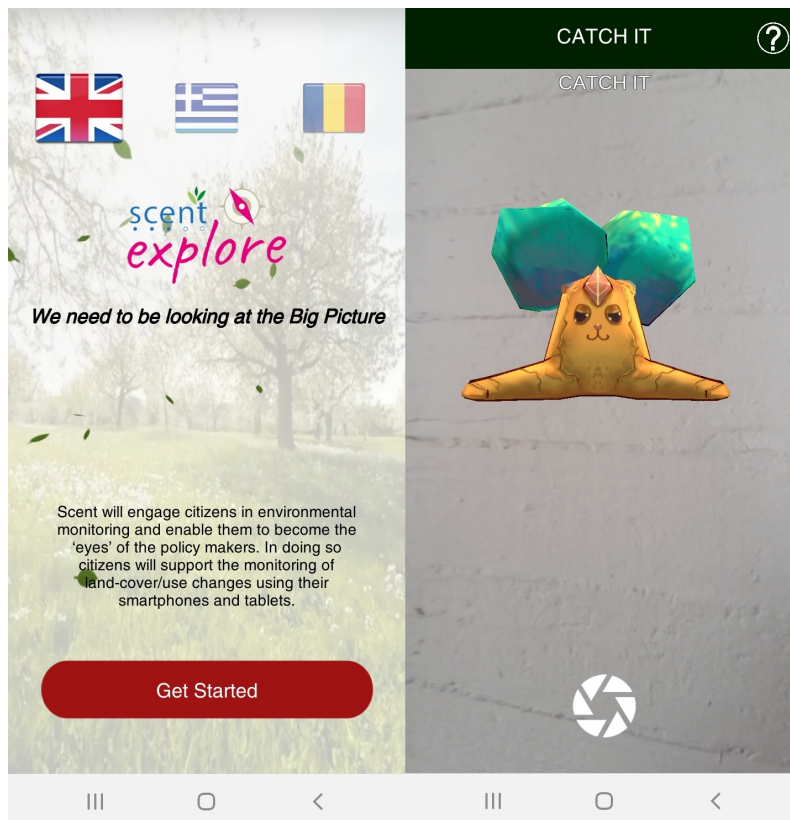 scent
explore
We need to be looking at the Big Picture
Scent will engage citizens in environmental
monitoring and enable them to become the
‘eyes’ of the policy makers. In doing so
citizens will support the monitoring of
land-cover/use changes using their
smartphones and tablets.
Get Started
CATCH IT
?
CATCH IT